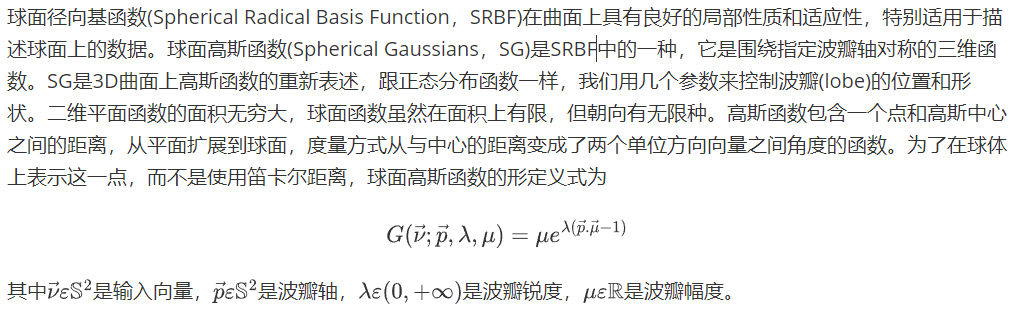 球面径向基函数(Spherical Radical Basis Function，SRBF)在曲面上具有良好的局部性质和适应性，特别适用于描
述球面上的数据。球面高斯函数(Spherical Gaussians，SG)是SRBF中的一种，它是围绕指定波瓣轴对称的三维函
数。SG是3D曲面上高斯函数的重新表述，跟正态分布函数一样，我们用几个参数来控制波瓣(lobe)的位置和形
状。二维平面函数的面积无穷大，球面函数虽然在面积上有限，但朝向有无限种。高斯函数包含一个点和高斯中心
之间的距离，从平面扩展到球面，度量方式从与中心的距离变成了两个单位方向向量之间角度的函数。为了在球体
上表示这一点，而不是使用笛卡尔距离，球面高斯函数的形定义式为
$G(\vec{\nu};\vec{p},\lambda,\mu)=\mu e^{\lambda(\vec{p}.\vec{\mu}-1)}$
其中$\vec{\nu}\varepsilon\mathbb{S}^2$是输入向量，$\vec{p}\varepsilon\mathbb{S}^2$是波瓣轴，$\lambda\varepsilon(0,+\infty)$是波瓣锐度，$\mu\varepsilon\mathbb{R}$是波瓣幅度。